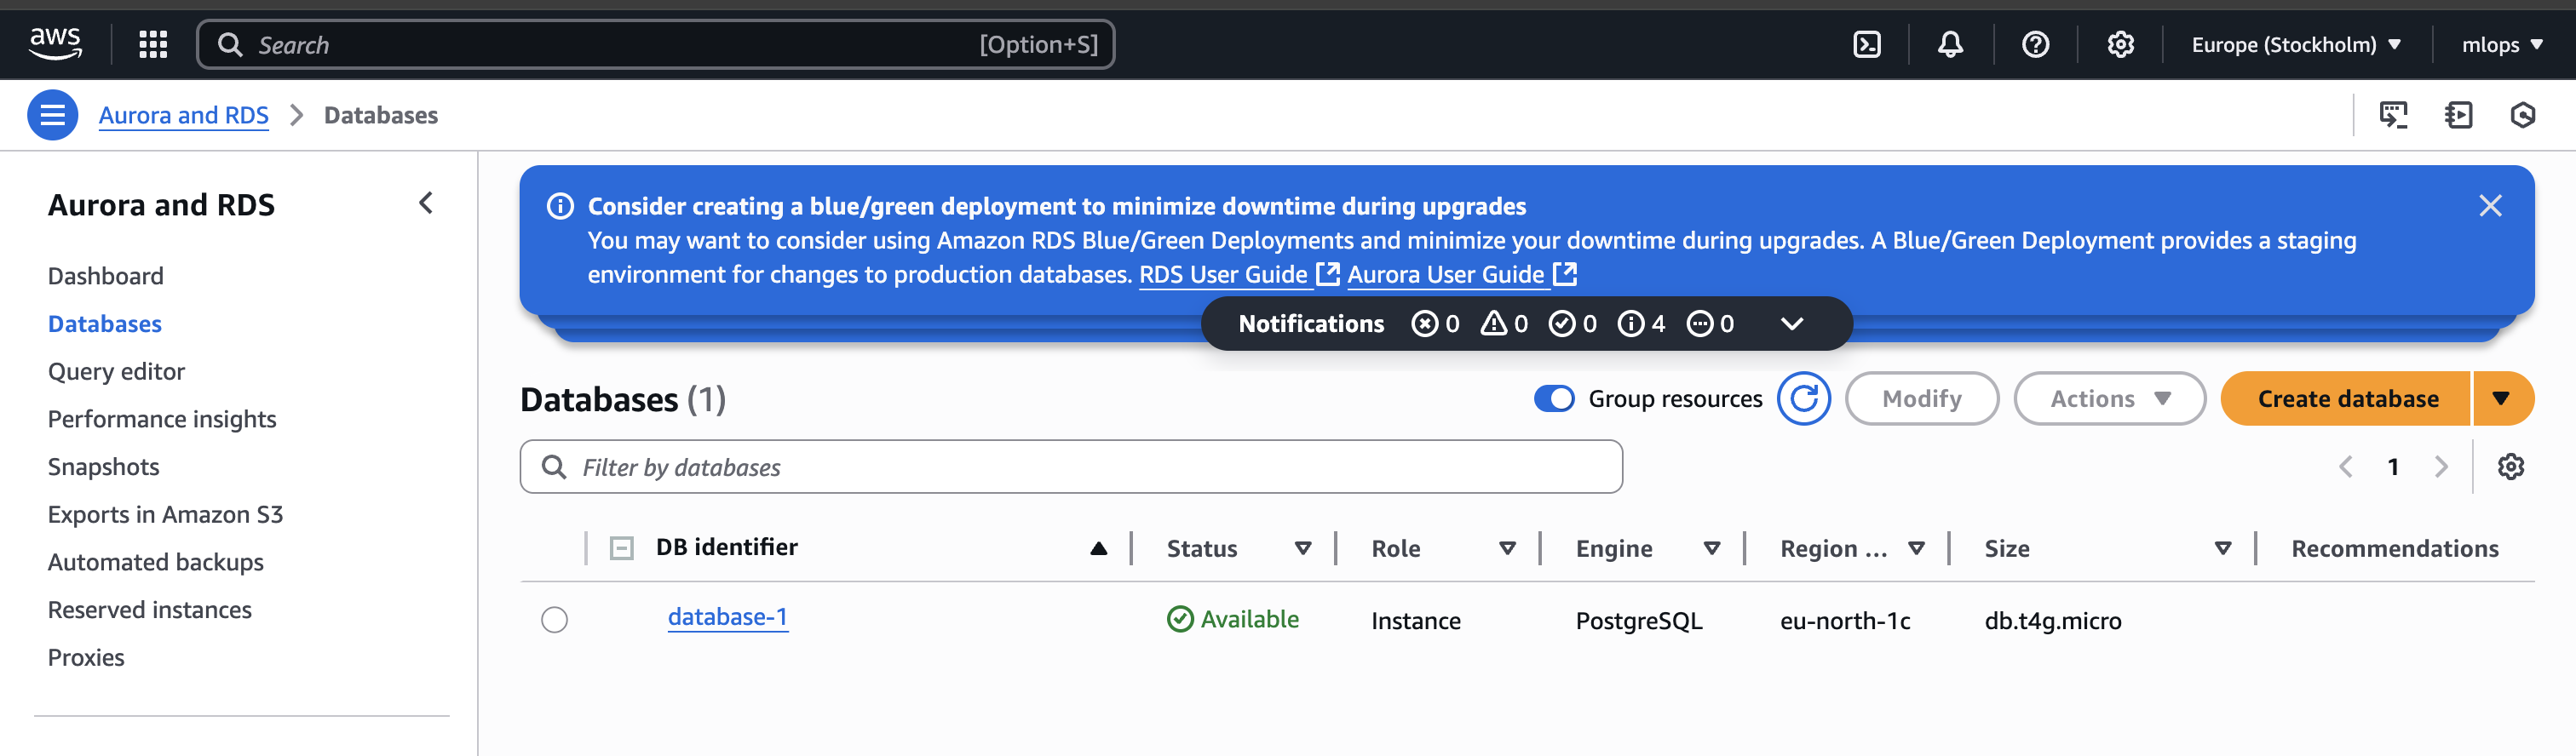 aws
Search [Option+S]
Europe (Stockholm)
mlops
Aurora and RDS > Databases
Aurora and RDS
Dashboard
Databases
Query editor
Performance insights
Snapshots
Exports in Amazon S3
Automated backups
Reserved instances
Proxies
Consider creating a blue/green deployment to minimize downtime during upgrades
You may want to consider using Amazon RDS Blue/Green Deployments and minimize your downtime during upgrades. A Blue/Green Deployment provides a staging
environment for changes to production databases. RDS User Guide Aurora User Guide
Notifications 0 0 0 4 0
Databases (1)
Group resources
Modify
Actions
Create database
Filter by databases
1
DB identifier Status Role Engine Region ... Size Recommendations
database-1 Available Instance PostgreSQL eu-north-1c db.t4g.micro